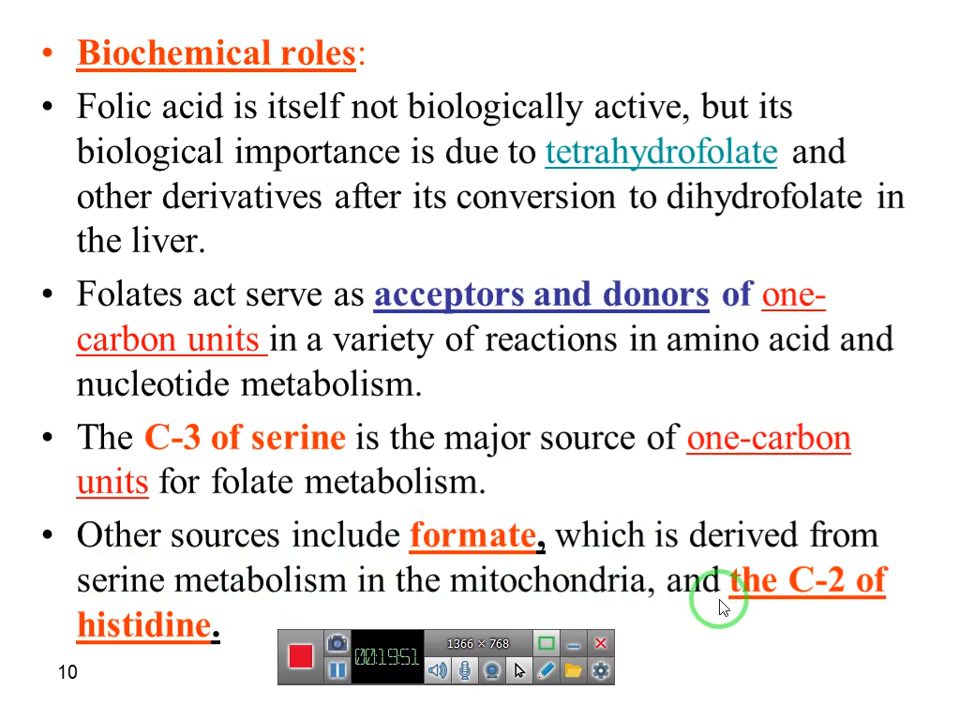 • Biochemical roles:
• Folic acid is itself not biologically active, but its
biological importance is due to tetrahydrofolate and
other derivatives after its conversion to dihydrofolate in
the liver.
• Folates act serve as acceptors and donors of one-
carbon units in a variety of reactions in amino acid and
nucleotide metabolism.
• The C-3 of serine is the major source of one-carbon
units for folate metabolism.
• Other sources include formate, which is derived from
serine metabolism in the mitochondria, and the C-2 of
histidine.
10
1366 × 768
00:19:51